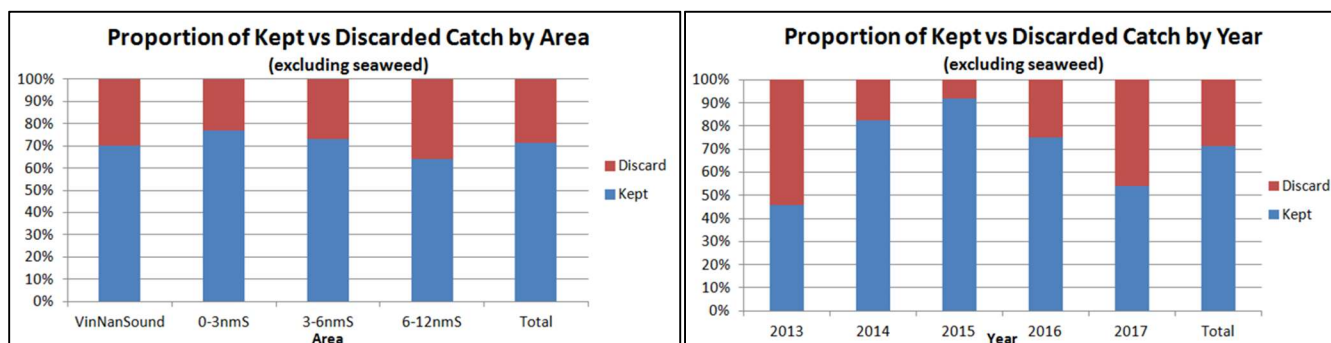 Proportion of Kept vs Discarded Catch by Area
(excluding seaweed)
100%
90%
80%
70%
60%
50%
40%
30%
20%
10%
0%
VinNanSound 0-3nmS 3-6nmS 6-12nmS Total
Area
Discard
Kept
Proportion of Kept vs Discarded Catch by Year
(excluding seaweed)
100%
90%
80%
70%
60%
50%
40%
30%
20%
10%
0%
2013 2014 2015 2016 2017 Total
Year
Discard
Kept